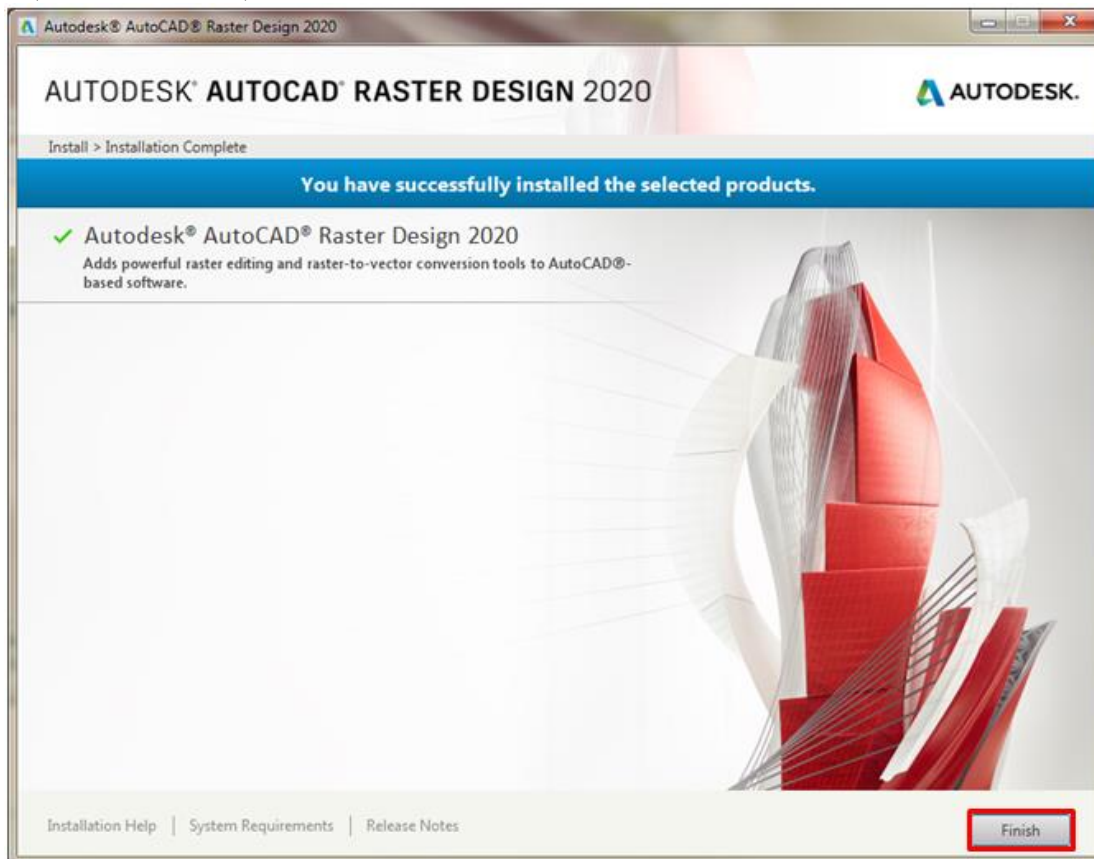 Autodesk® AutoCAD® Raster Design 2020
AUTODESK® AUTOCAD® RASTER DESIGN 2020
AUTODESK.
Install > Installation Complete
You have successfully installed the selected products.
Autodesk® AutoCAD® Raster Design 2020
Adds powerful raster editing and raster-to-vector conversion tools to AutoCAD®-
based software.
Installation Help | System Requirements | Release Notes
Finish